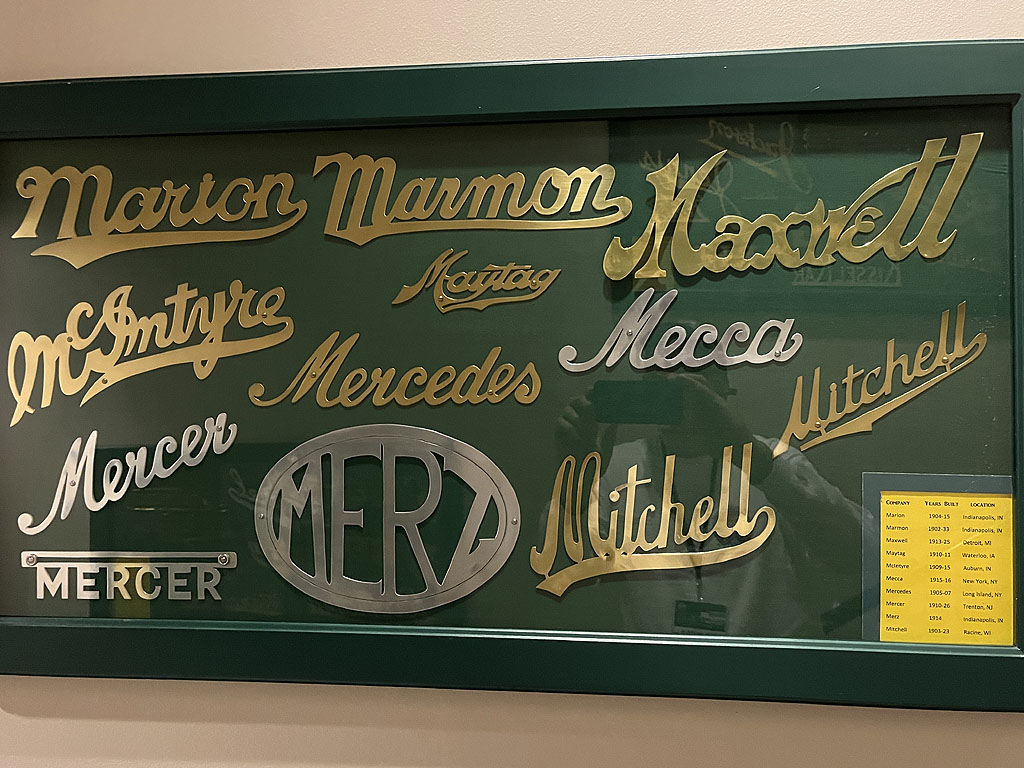 Marion
Marmon
Maxwell
Maytag
McIntyre
Mecca
Mercedes
Mitchell
Mercer
MERZ
Mitchell
MERCER
COMPANY YEARS BUILT LOCATION
Marion 1904-15 Indianapolis, IN
Marmon 1902-33 Indianapolis, IN
Maxwell 1913-25 Detroit, MI
Maytag 1910-11 Waterloo, IA
McIntyre 1909-15 Auburn, IN
Mecca 1915-16 New York, NY
Mercedes 1905-07 Long Island, NY
Mercer 1910-26 Trenton, NJ
Merz 1914 Indianapolis, IN
Mitchell 1903-23 Racine, WI